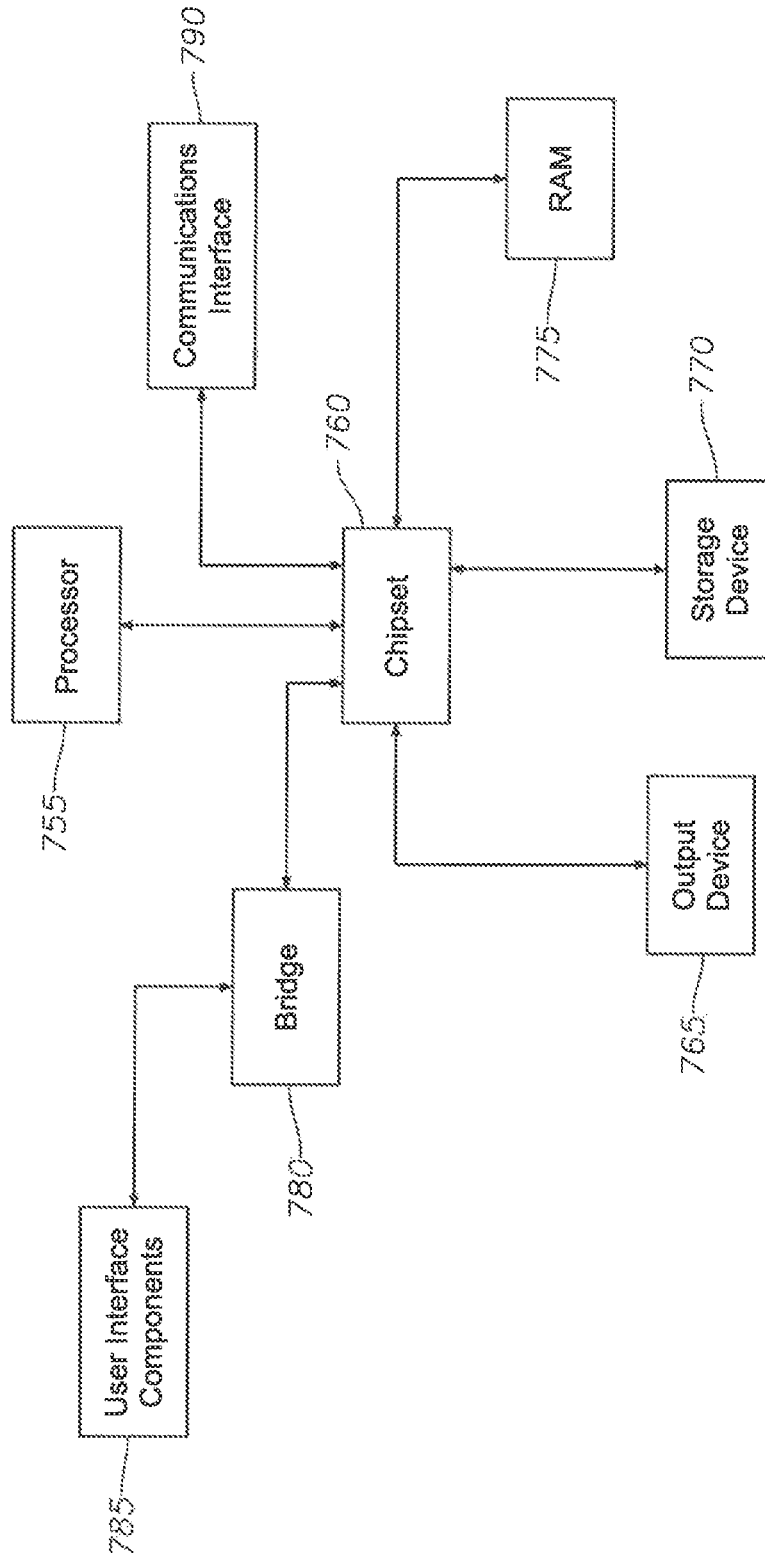 Processor
755
Communications
Interface
790
User Interface
Components
785
Bridge
780
Chipset
760
RAM
775
Output
Device
765
Storage
Device
770